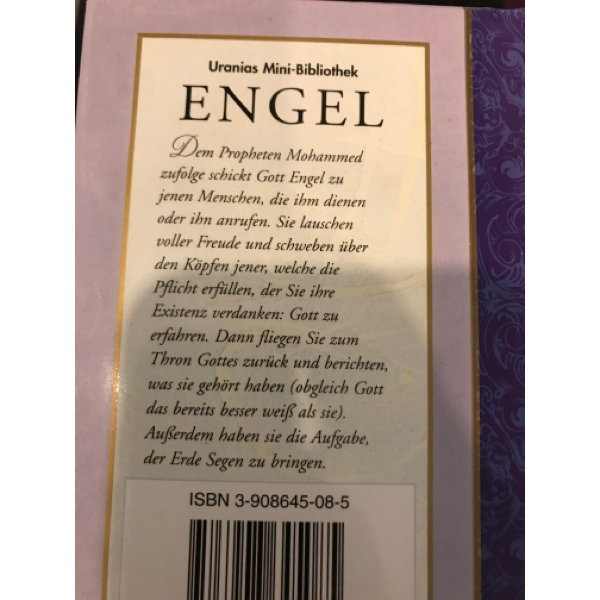 Uranias Mini-Bibliothek
ENGEL
Dem Propheten Mohammed
zufolge schickt Gott Engel zu
jenen Menschen, die ihm dienen
oder ihn anrufen. Sie lauschen
voller Freude und schweben über
den Köpfen jener, welche die
Pflicht erfüllen, der Sie ihre
Existenz verdanken: Gott zu
erfahren. Dann fliegen Sie zum
Thron Gottes zurück und berichten,
was sie gehört haben (obgleich Gott
das bereits besser weiß als sie).
Außerdem haben sie die Aufgabe,
der Erde Segen zu bringen.
ISBN 3-908645-08-5